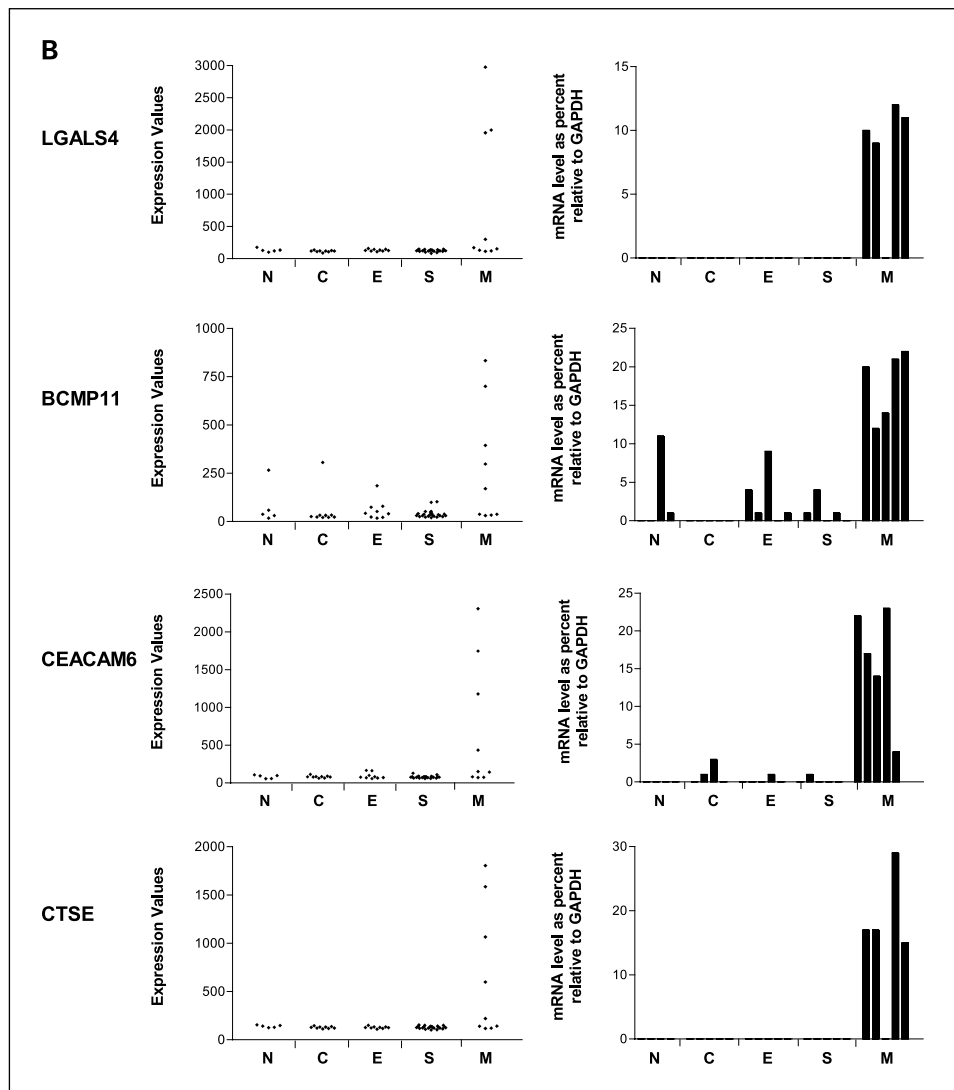 B
LGALS4
Expression Values
3000
2500
2000
1500
1000
500
0
N C E S M
mRNA level as percent
relative to GAPDH
15
10
5
0
N C E S M
BCMP11
Expression Values
1000
750
500
250
0
N C E S M
mRNA level as percent
relative to GAPDH
25
20
15
10
5
0
N C E S M
CEACAM6
Expression Values
2500
2000
1500
1000
500
0
N C E S M
mRNA level as percent
relative to GAPDH
25
20
15
10
5
0
N C E S M
CTSE
Expression Values
2000
1500
1000
500
0
N C E S M
mRNA level as percent
relative to GAPDH
30
20
10
0
N C E S M